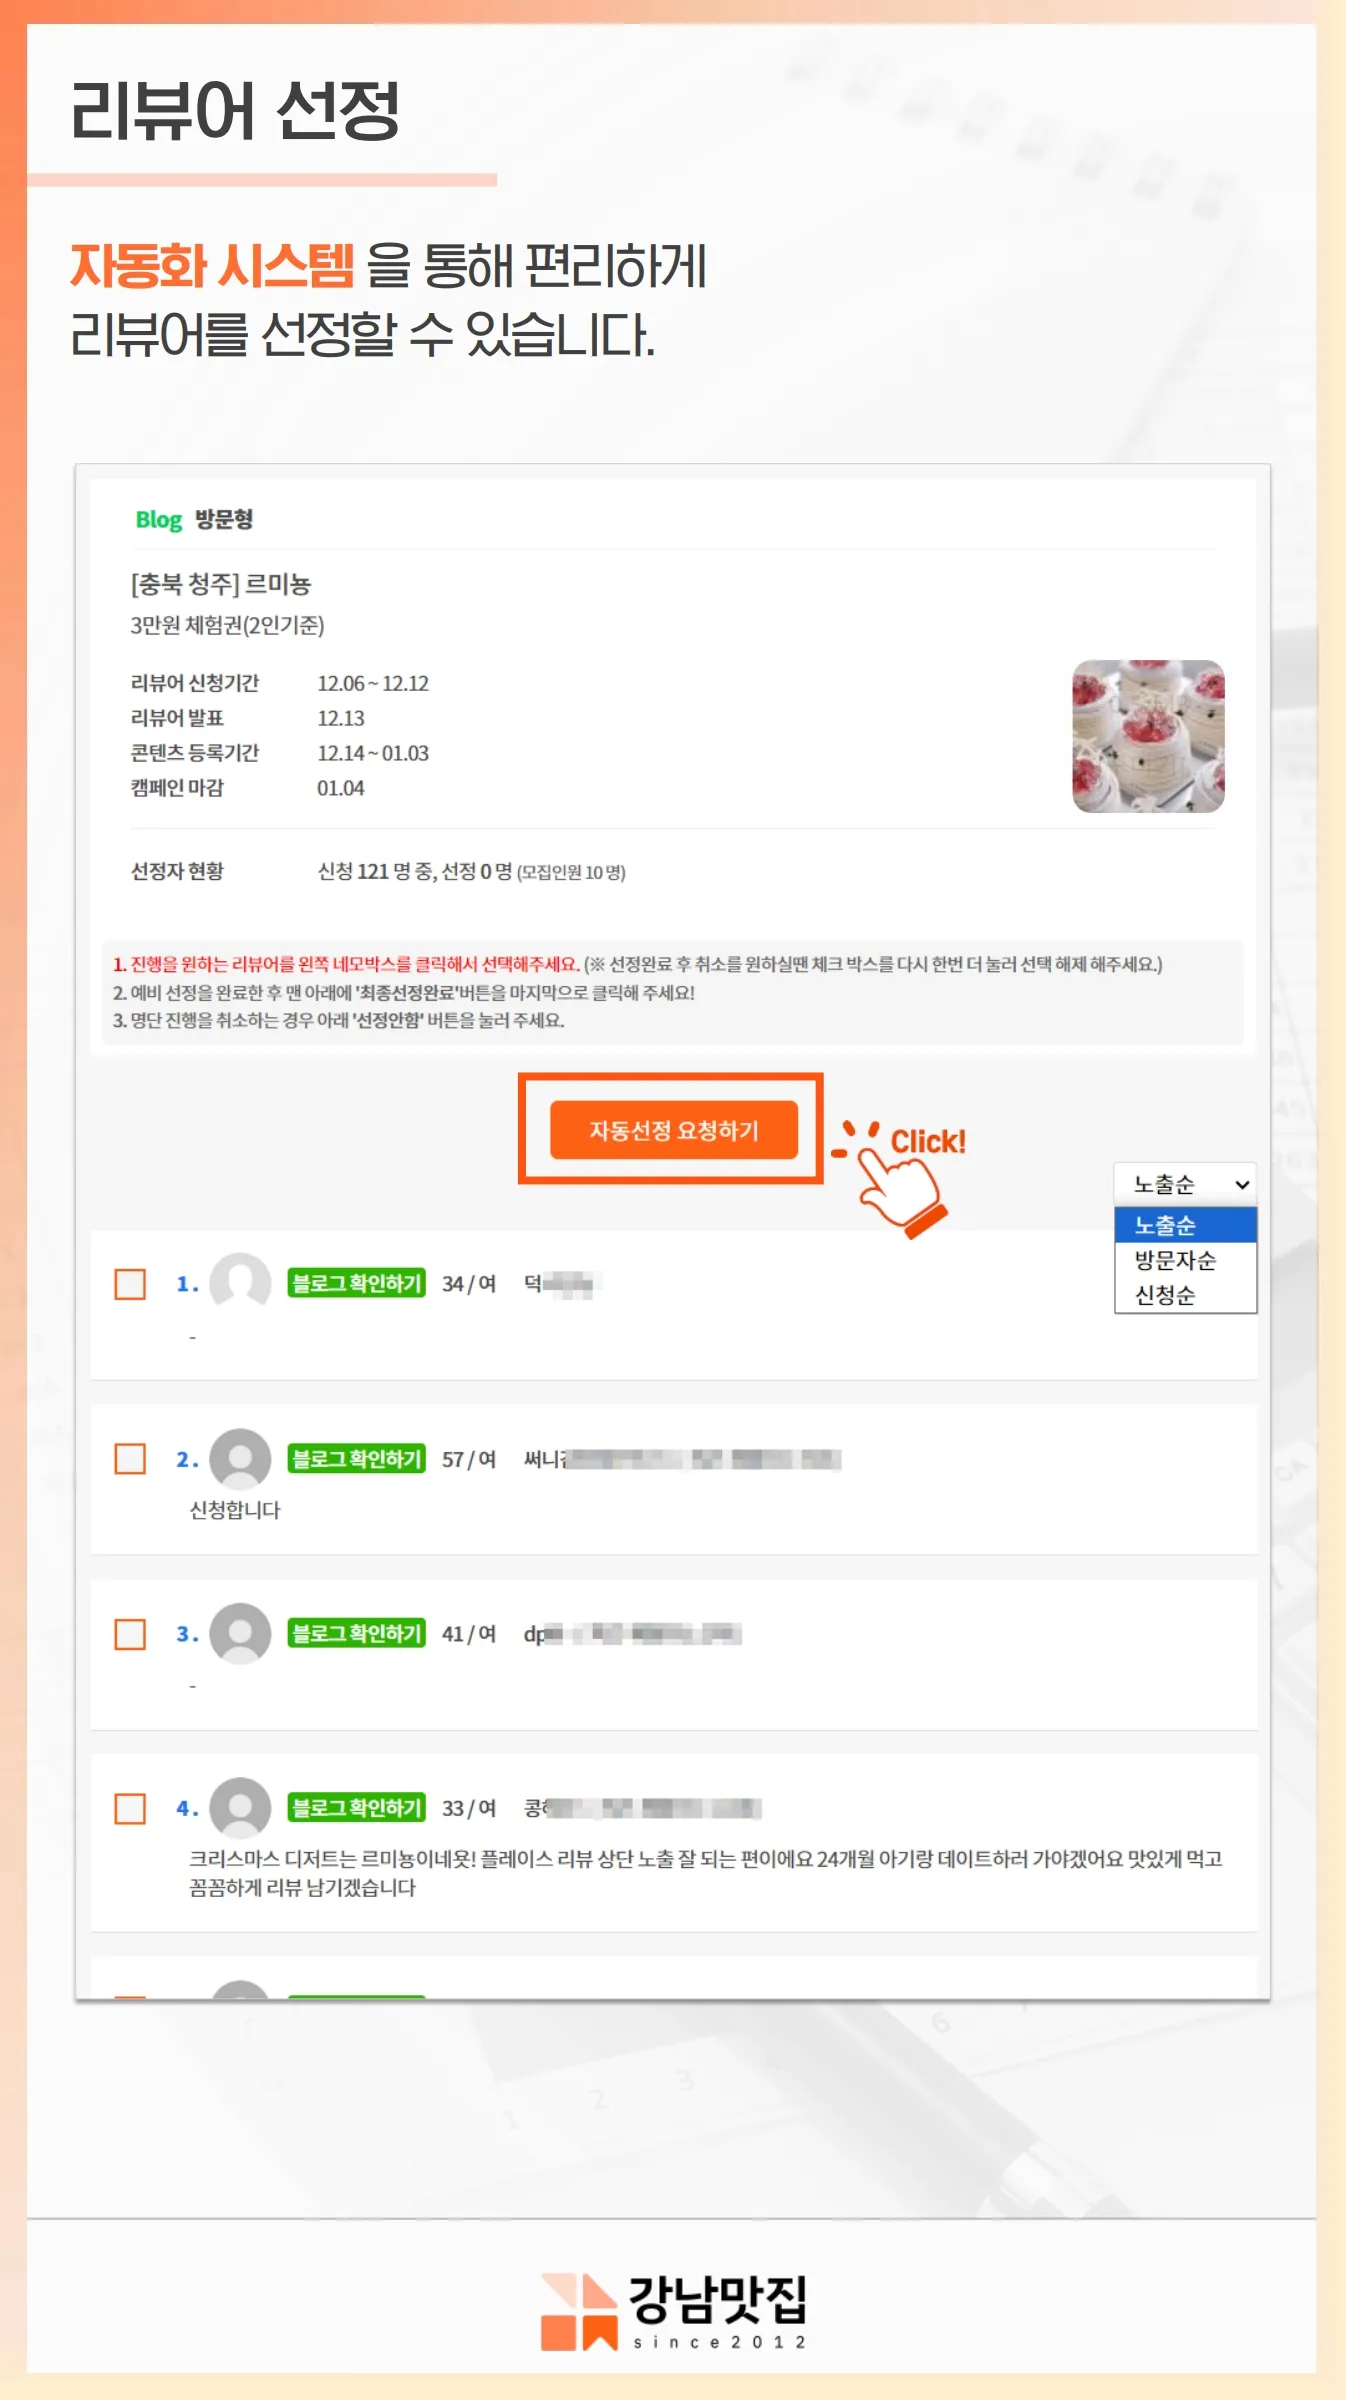 리뷰어 선정
자동화 시스템 을 통해 편리하게
리뷰어를 선정할 수 있습니다.
Blog 방문형
[충북 청주] 르미뇽
3만원 체험권(2인기준)
리뷰어 신청기간 12.06 ~ 12.12
리뷰어 발표 12.13
콘텐츠 등록기간 12.14 ~ 01.03
캠페인 마감 01.04
선정자 현황 신청 121 명 중, 선정 0 명 (모집인원 10 명)
1. 진행을 원하는 리뷰어를 왼쪽 네모박스를 클릭해서 선택해주세요. (※ 선정완료 후 취소를 원하실땐 체크 박스를 다시 한번 더 눌러 선택 해제 해주세요.)
2. 예비 선정을 완료한 후 맨 아래에 '최종선정완료'버튼을 마지막으로 클릭해 주세요!
3. 명단 진행을 취소하는 경우 아래 '선정안함' 버튼을 눌러 주세요.
자동선정 요청하기
Click!
노출순
노출순
방문자순
신청순
1. 블로그 확인하기 34 / 여 덕
-
2. 블로그 확인하기 57 / 여 써니
신청합니다
3. 블로그 확인하기 41 / 여 dp
-
4. 블로그 확인하기 33 / 여 콩
크리스마스 디저트는 르미뇽이네욧! 플레이스 리뷰 상단 노출 잘 되는 편이에요 24개월 아기랑 데이트하러 가야겠어요 맛있게 먹고
꼼꼼하게 리뷰 남기겠습니다
강남맛집
since2012